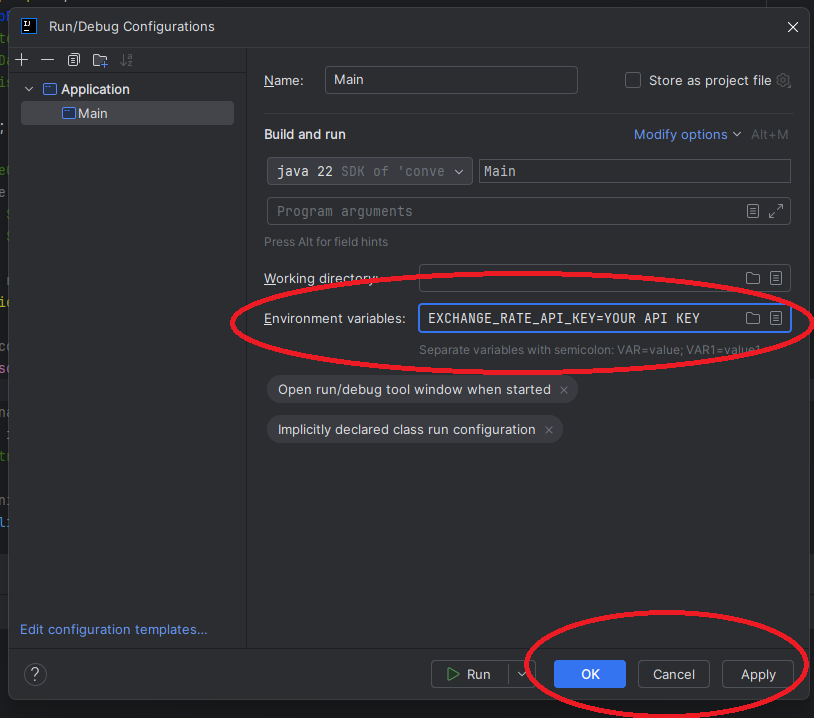 Run/Debug Configurations
Application
Main
Name: Main Store as project file
Build and run Modify options Alt+M
java 22 SDK of 'conve Main
Program arguments
Press Alt for field hints
Working directory:
Environment variables: EXCHANGE_RATE_API_KEY=YOUR API KEY
Separate variables with semicolon: VAR=value; VAR1=value1
Open run/debug tool window when started
Implicitly declared class run configuration
Edit configuration templates...
? Run OK Cancel Apply